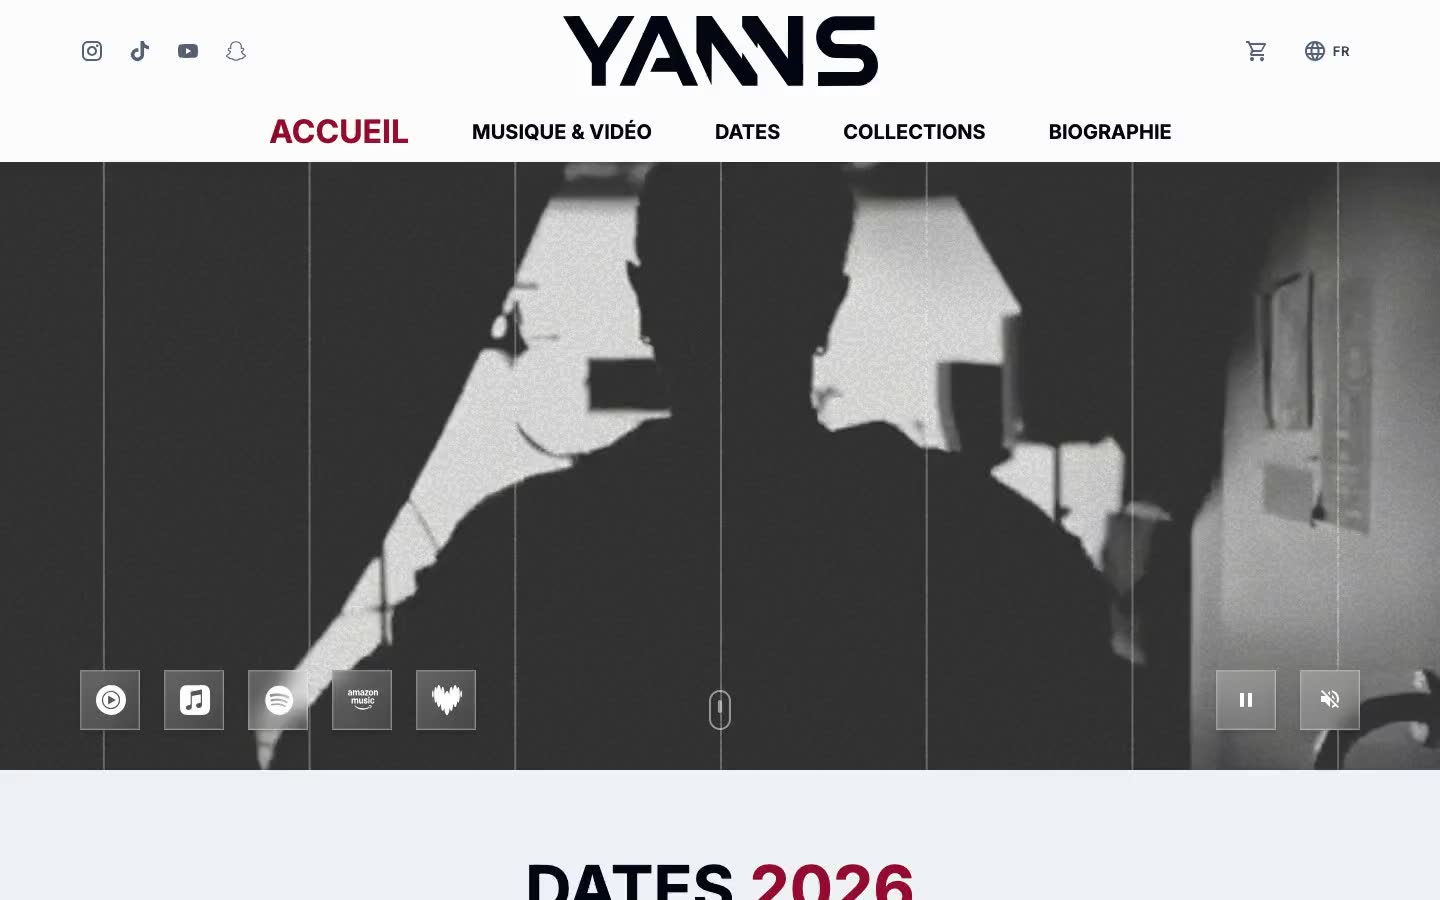 YANNS
FR
ACCUEIL
MUSIQUE & VIDÉO
DATES
COLLECTIONS
BIOGRAPHIE
amazon
music
DATES 2026